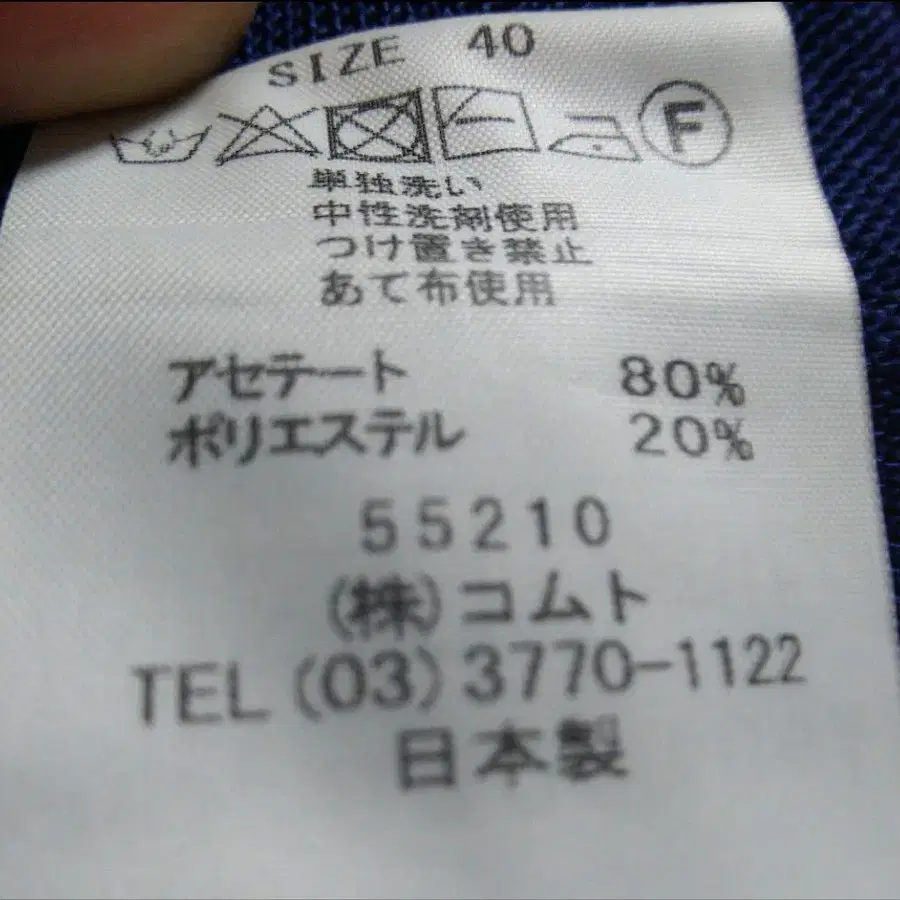 SIZE 40
F
単独洗い
中性洗剤使用
つけ置き禁止
あて布使用
アセテート 80%
ポリエステル 20%
55210
(株)コムト
TEL(03)3770-1122
日本製